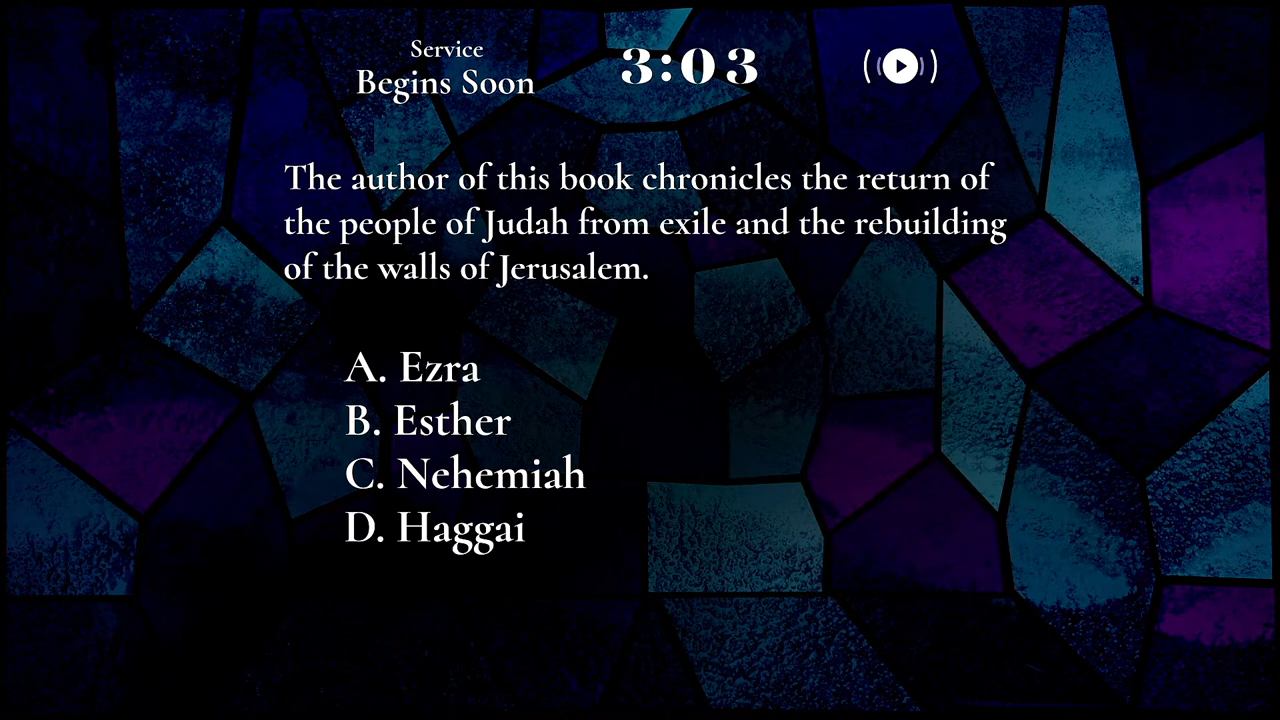 Service
Begins Soon
3:03
The author of this book chronicles the return of
the people of Judah from exile and the rebuilding
of the walls of Jerusalem.
A. Ezra
B. Esther
C. Nehemiah
D. Haggai